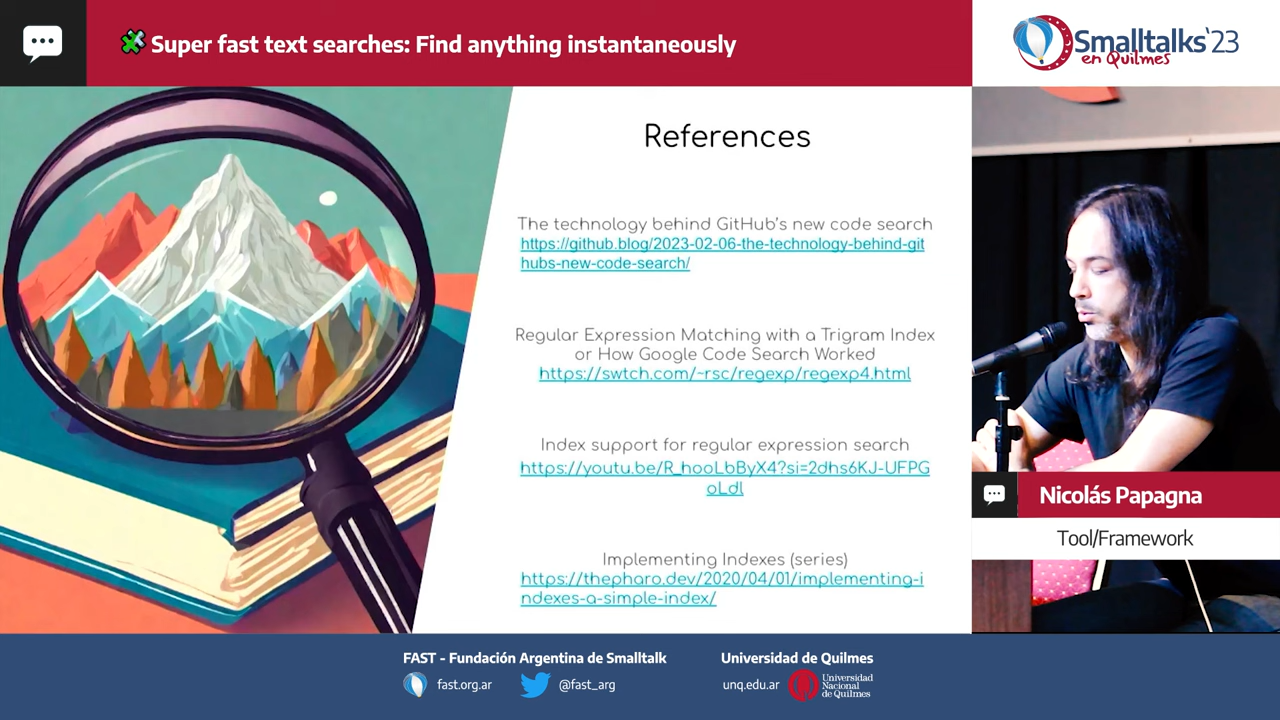 Super fast text searches: Find anything instantaneously
Smalltalks'23
en Quilmes
References
The technology behind GitHub's new code search
https://github.blog/2023-02-06-the-technology-behind-git
hubs-new-code-search/
Regular Expression Matching with a Trigram Index
or How Google Code Search Worked
https://swtch.com/~rsc/regexp/regexp4.html
Index support for regular expression search
https://youtu.be/R_hooLbByX4?si=2dhs6KJ-UFPG
oLdl
Implementing Indexes (series)
https://thepharo.dev/2020/04/01/implementing-i
ndexes-a-simple-index/
Nicolás Papagna
Tool/Framework
FAST - Fundación Argentina de Smalltalk
fast.org.ar
@fast_arg
Universidad de Quilmes
unq.edu.ar
Universidad
Nacional
de Quilmes